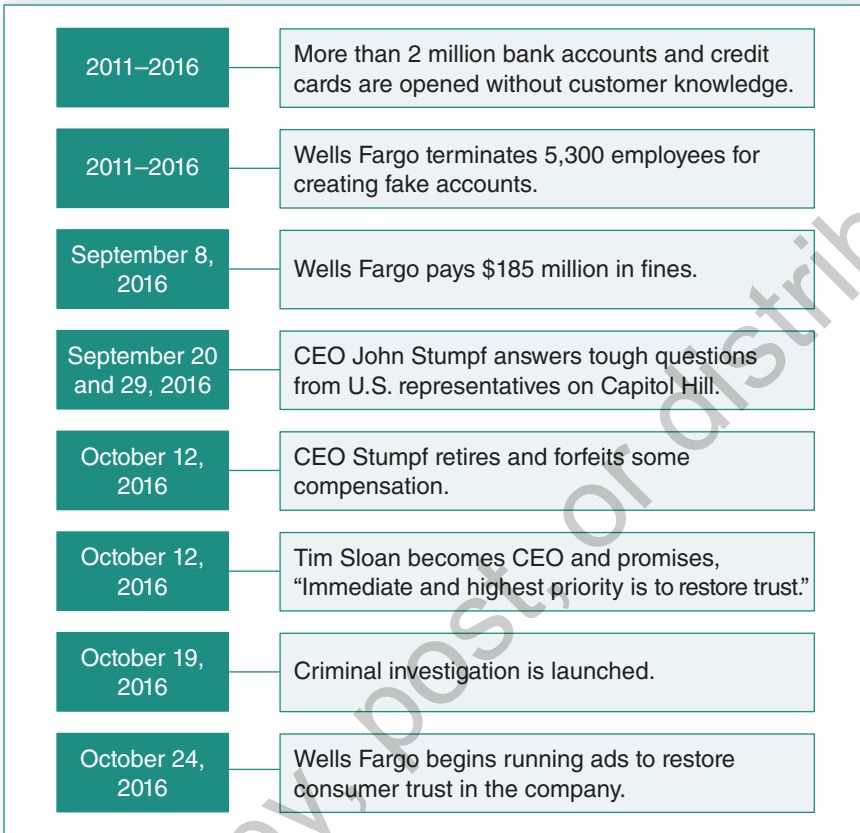 2011–2016
More than 2 million bank accounts and credit
cards are opened without customer knowledge.
2011–2016
Wells Fargo terminates 5,300 employees for
creating fake accounts.
September 8,
2016
Wells Fargo pays $185 million in fines.
September 20
and 29, 2016
CEO John Stumpf answers tough questions
from U.S. representatives on Capitol Hill.
October 12,
2016
CEO Stumpf retires and forfeits some
compensation.
October 12,
2016
Tim Sloan becomes CEO and promises,
“Immediate and highest priority is to restore trust.”
October 19,
2016
Criminal investigation is launched.
October 24,
2016
Wells Fargo begins running ads to restore
consumer trust in the company.
post, or